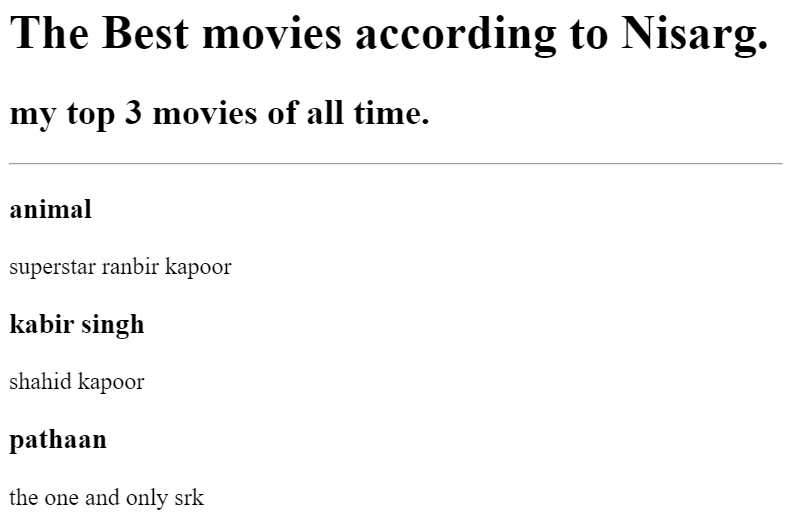 The Best movies according to Nisarg.
my top 3 movies of all time.
animal
superstar ranbir kapoor
kabir singh
shahid kapoor
pathaan
the one and only srk